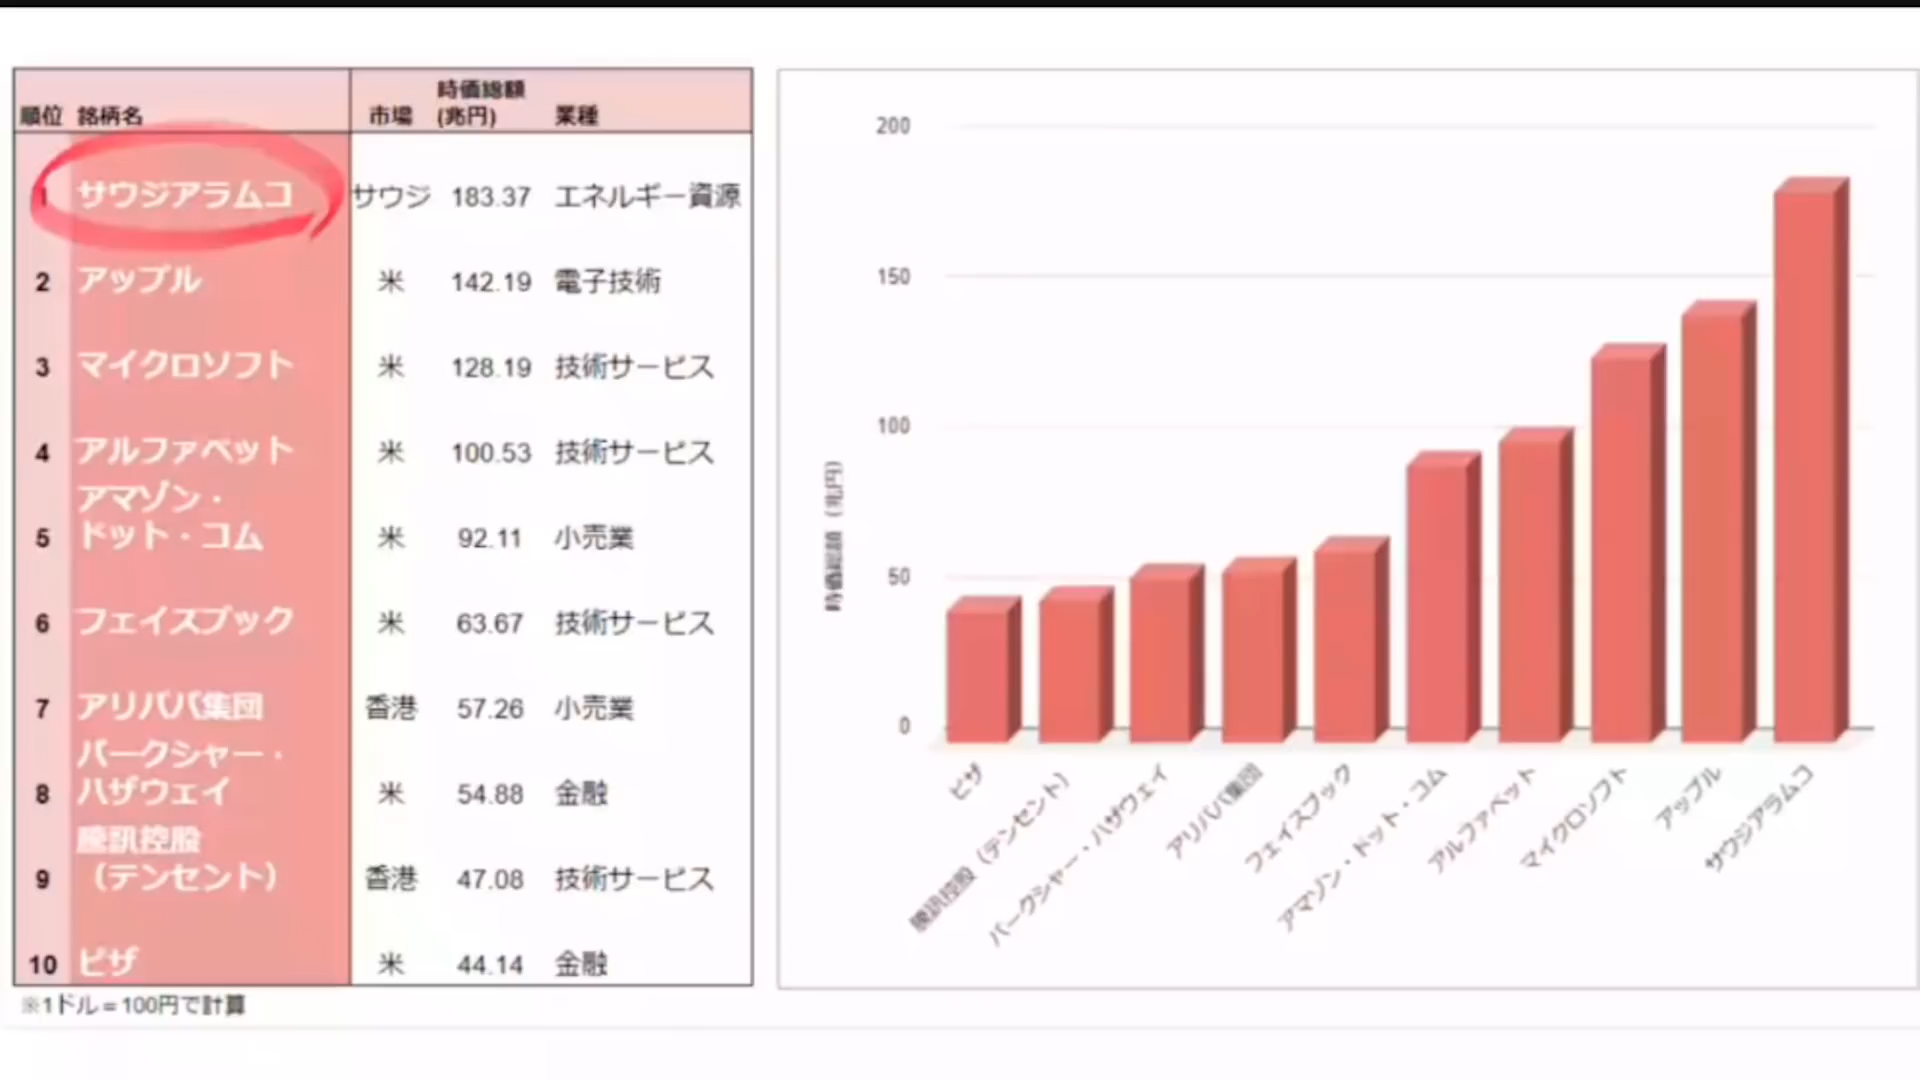 順位 銘柄名 市場 時価総額(兆円) 業種
1 サウジアラムコ サウジ 183.37 エネルギー資源
2 アップル 米 142.19 電子技術
3 マイクロソフト 米 128.19 技術サービス
4 アルファベット 米 100.53 技術サービス
アマゾン・
5 ドット・コム 米 92.11 小売業
6 フェイスブック 米 63.67 技術サービス
7 アリババ集団 香港 57.26 小売業
バークシャー・
8 ハザウェイ 米 54.88 金融
騰訊控股
9 (テンセント) 香港 47.08 技術サービス
10 ビザ 米 44.14 金融
※1ドル=100円で計算
時価総額(兆円)
200
150
100
50
0
ビザ
騰訊控股(テンセント)
バークシャー・ハザウェイ
アリババ集団
フェイスブック
アマゾン・ドット・コム
アルファベット
マイクロソフト
アップル
サウジアラムコ